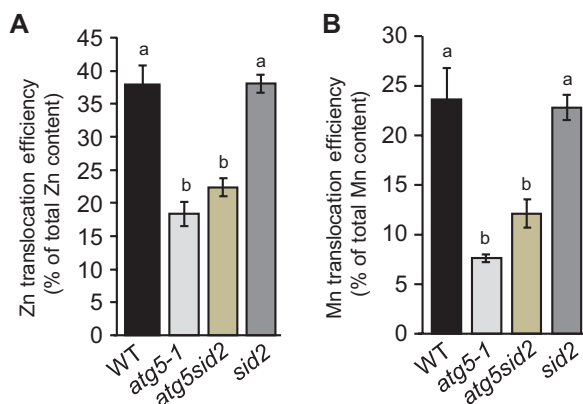 A
Zn translocation efficiency
(% of total Zn content)
45
40
35
30
25
20
15
10
5
0
a
b
b
a
WT
atg5-1
atg5sid2
sid2
B
Mn translocation efficiency
(% of total Mn content)
30
25
20
15
10
5
0
a
b
b
a
WT
atg5-1
atg5sid2
sid2